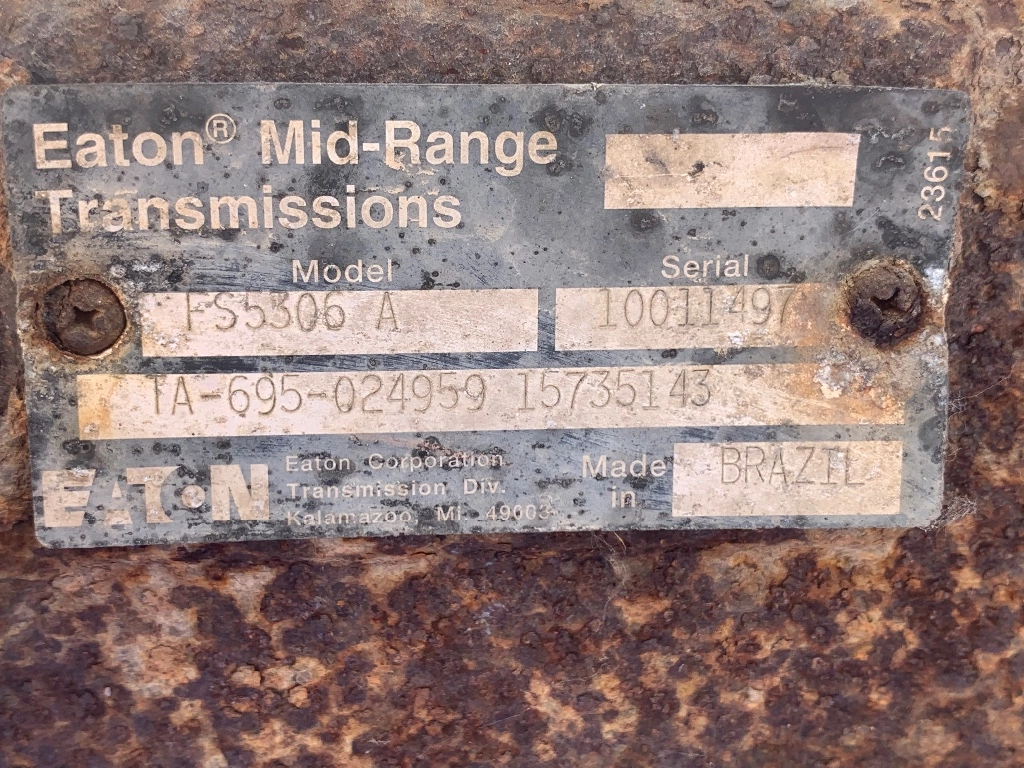 Eaton® Mid-Range
Transmissions
23615
Model
Serial
FS5306 A
10011497
TA-695-024959 15735143
EATON
Eaton Corporation
Transmission Div.
Kalamazoo, MI. 49003
Made
in
BRAZIL